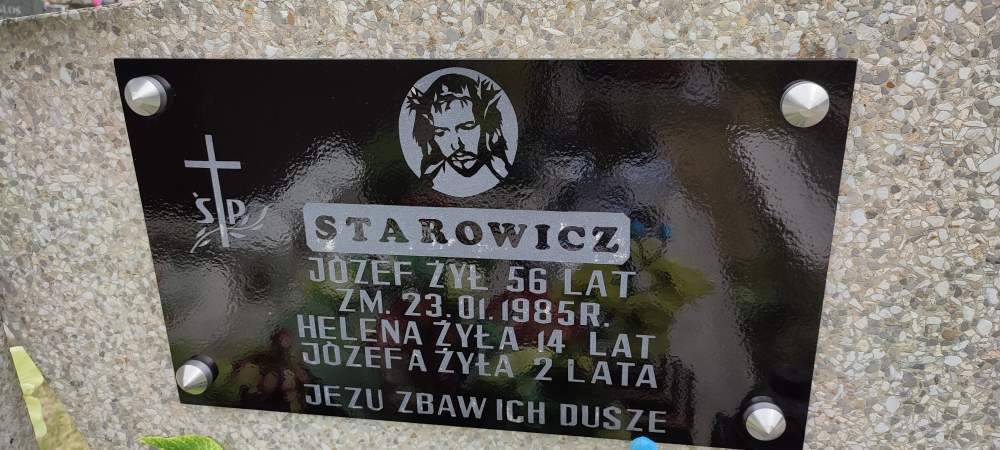 Ś P
STAROWICZ
JÓZEF ŻYŁ 56 LAT
ZM. 23.01.1985R.
HELENA ŻYŁA 14 LAT
JÓZEFA ŻYŁA 2 LATA
JEZU ZBAW ICH DUSZE